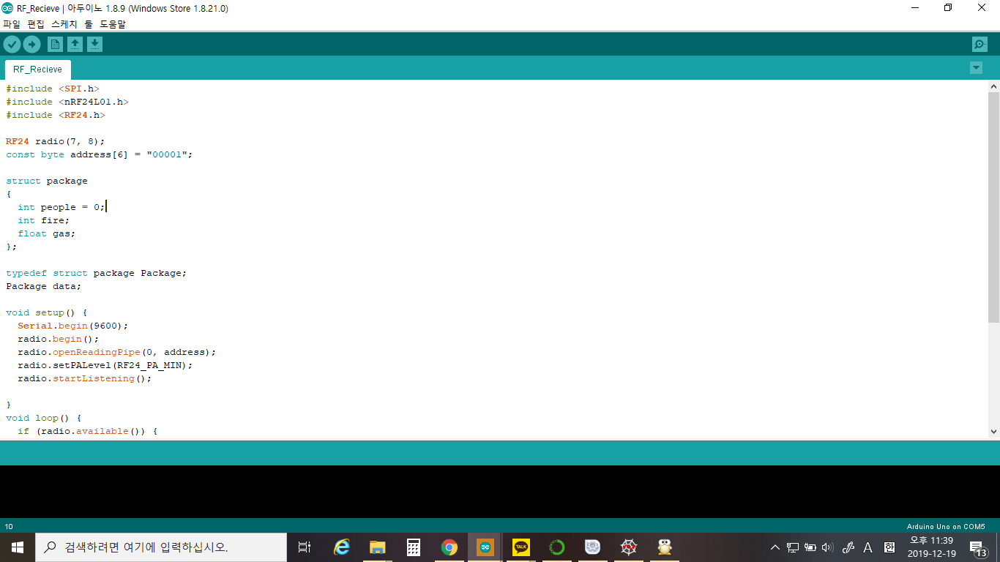 RF_Recieve | 아두이노 1.8.9 (Windows Store 1.8.21.0)
파일 편집 스케치 툴 도움말
RF_Recieve
#include <SPI.h>
#include <nRF24L01.h>
#include <RF24.h>
RF24 radio(7, 8);
const byte address[6] = "00001";
struct package
{
int people = 0;
int fire;
float gas;
};
typedef struct package Package;
Package data;
void setup() {
Serial.begin(9600);
radio.begin();
radio.openReadingPipe(0, address);
radio.setPALevel(RF24_PA_MIN);
radio.startListening();
}
void loop() {
if (radio.available()) {
10
Arduino Uno on COM5
검색하려면 여기에 입력하십시오.
TALK
A
한
오후 11:39
2019-12-19
13